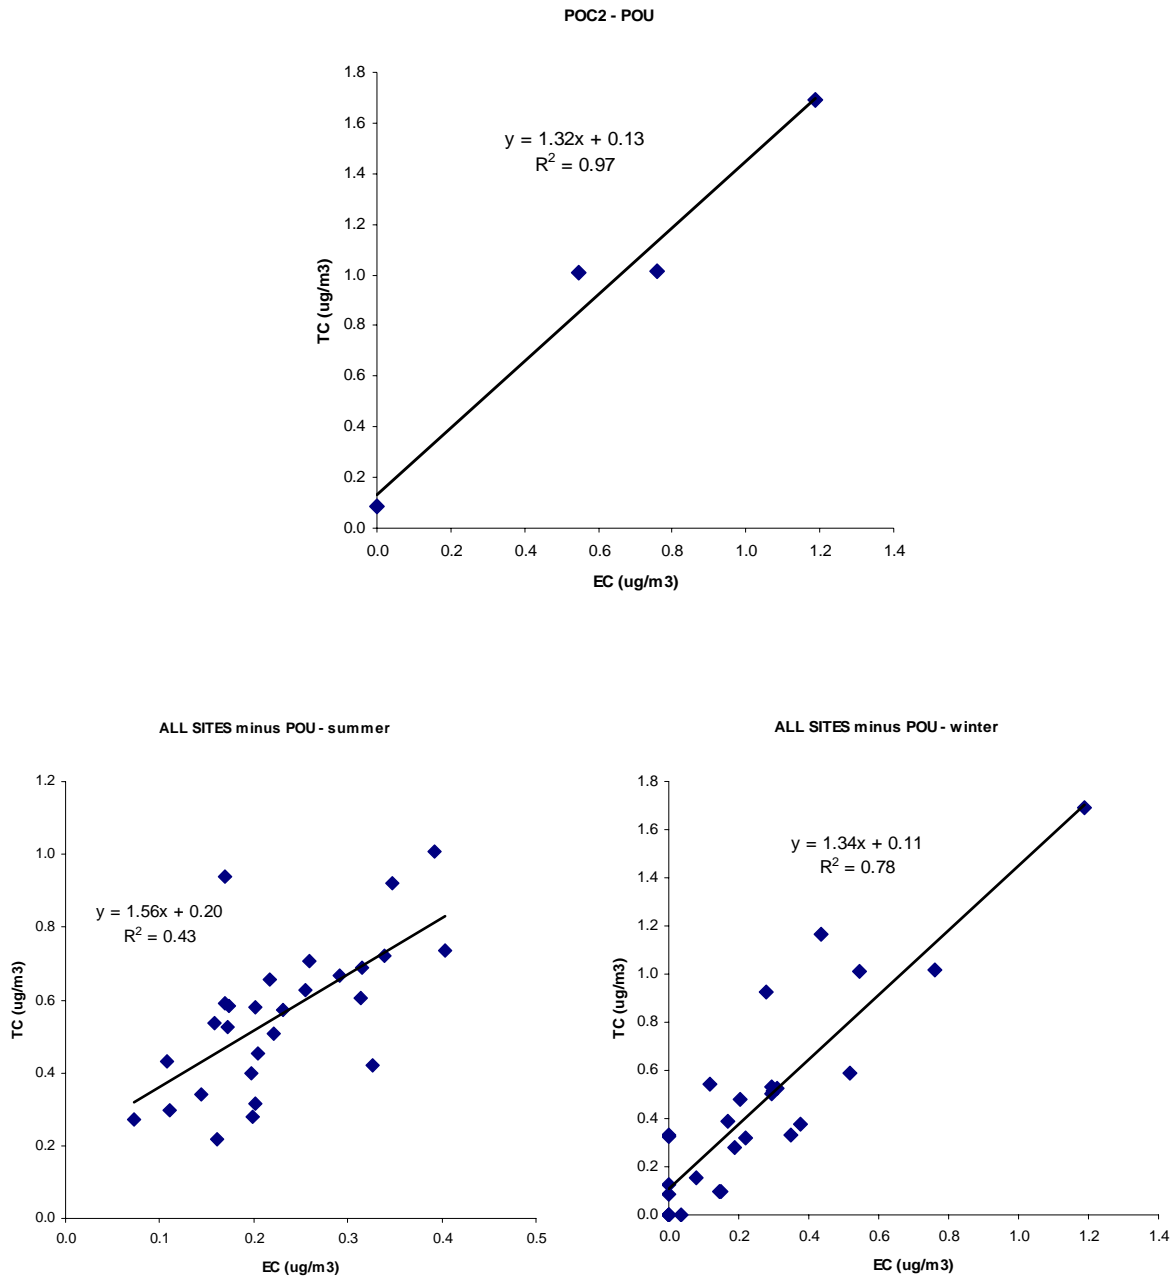 POC2 - POU
1.8
1.6
1.4
1.2
1.0
0.8
0.6
0.4
0.2
0.0
TC (ug/m3)
y = 1.32x + 0.13
R² = 0.97
0.0 0.2 0.4 0.6 0.8 1.0 1.2 1.4
EC (ug/m3)
ALL SITES minus POU - summer
1.2
1.0
0.8
0.6
0.4
0.2
0.0
TC (ug/m3)
y = 1.56x + 0.20
R² = 0.43
0.0 0.1 0.2 0.3 0.4 0.5
EC (ug/m3)
ALL SITES minus POU - winter
1.8
1.6
1.4
1.2
1.0
0.8
0.6
0.4
0.2
0.0
TC (ug/m3)
y = 1.34x + 0.11
R² = 0.78
0.0 0.2 0.4 0.6 0.8 1.0 1.2 1.4
EC (ug/m3)